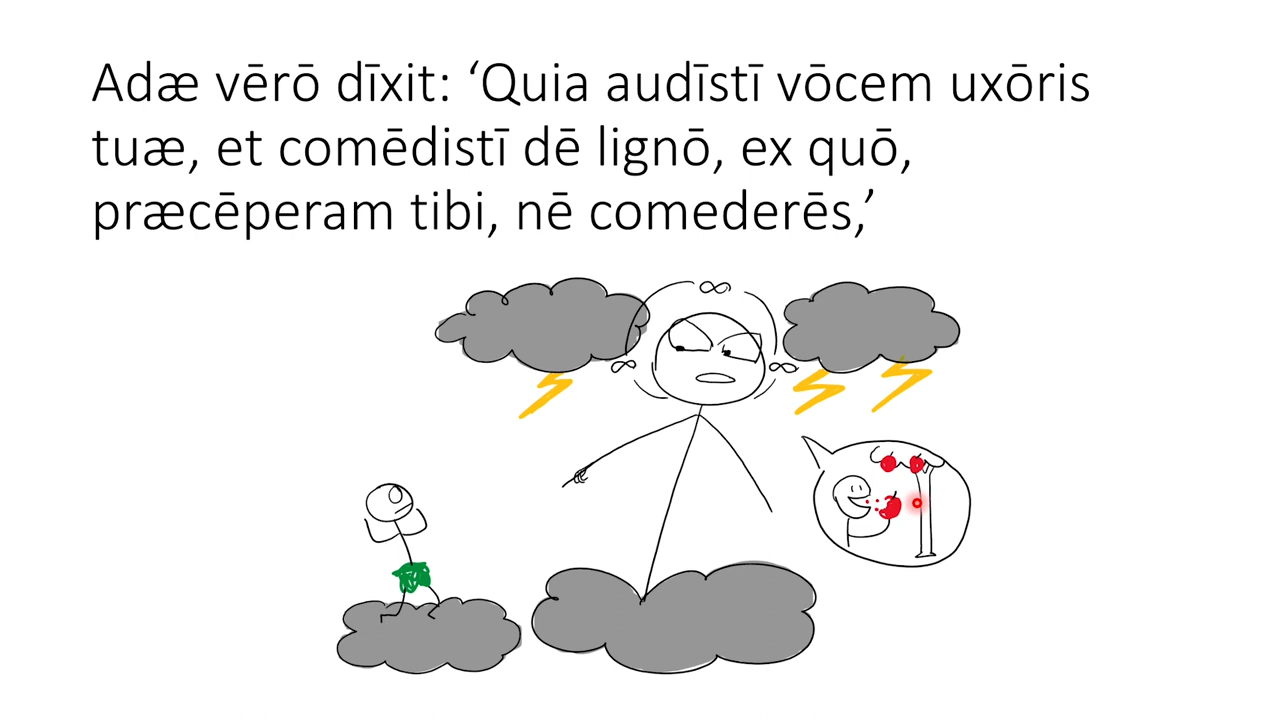 Adæ vērō dīxit: ‘Quia audīstī vōcem uxōris
tuæ, et comēdistī dē lignō, ex quō,
præcēperam tibi, nē comederēs,’